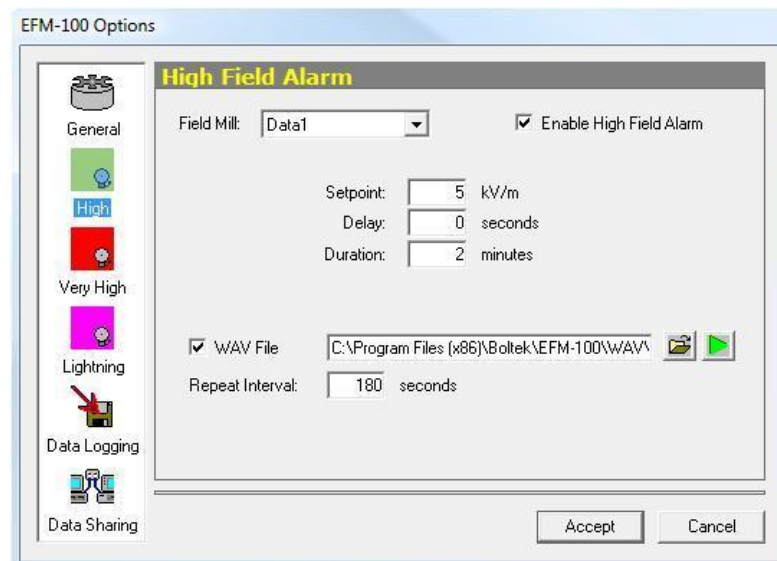 EFM-100 Options
General
High
Very High
Lightning
Data Logging
Data Sharing
High Field Alarm
Field Mill: Data1 Enable High Field Alarm
Setpoint: 5 kV/m
Delay: 0 seconds
Duration: 2 minutes
WAV File C:\Program Files (x86)\Boltek\EFM-100\WAV\
Repeat Interval: 180 seconds
Accept Cancel